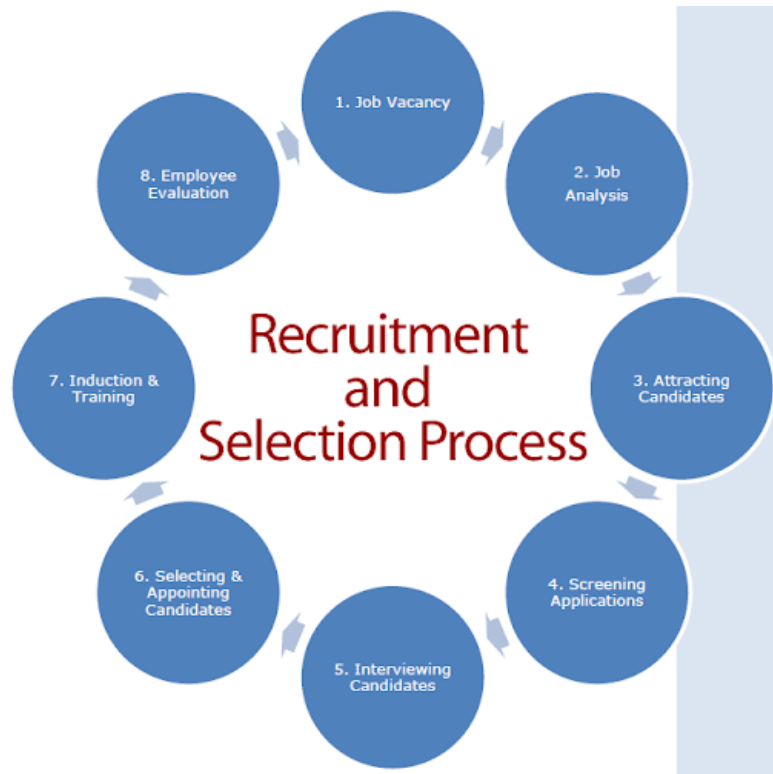 1. Job Vacancy
2. Job
Analysis
3. Attracting
Candidates
4. Screening
Applications
5. Interviewing
Candidates
6. Selecting &
Appointing
Candidates
7. Induction &
Training
8. Employee
Evaluation
Recruitment
and
Selection Process